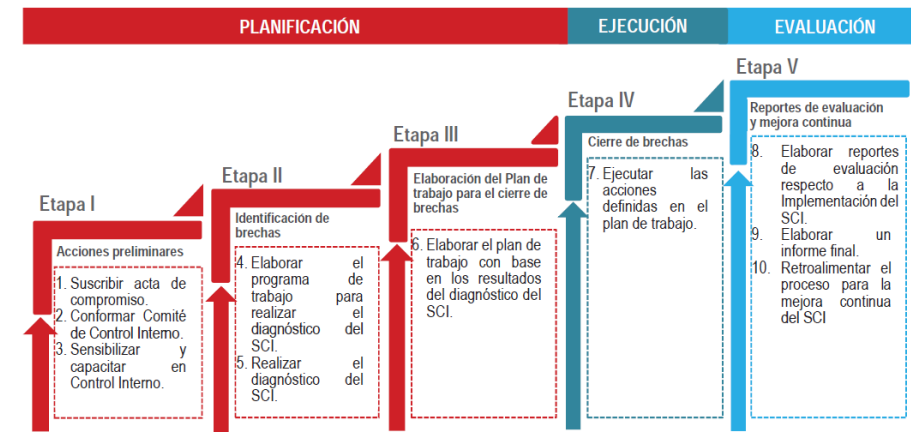 PLANIFICACIÓN
EJECUCIÓN
EVALUACIÓN
Etapa I
Acciones preliminares
1. Suscribir acta de
compromiso.
2. Conformar Comité
de Control Interno.
3. Sensibilizar y
capacitar en
Control Interno.
Etapa II
Identificación de
brechas
4. Elaborar el
programa de
trabajo para
realizar el
diagnóstico del
SCI.
5. Realizar el
diagnóstico del
SCI.
Etapa III
Elaboración del Plan de
trabajo para el cierre de
brechas
6. Elaborar el plan de
trabajo con base
en los resultados
del diagnóstico del
SCI.
Etapa IV
Cierre de brechas
7. Ejecutar las
acciones
definidas en el
plan de trabajo.
Etapa V
Reportes de evaluación
y mejora continua
8. Elaborar reportes
de evaluación
respecto a la
Implementación del
SCI.
9. Elaborar un
informe final.
10. Retroalimentar el
proceso para la
mejora continua
del SCI